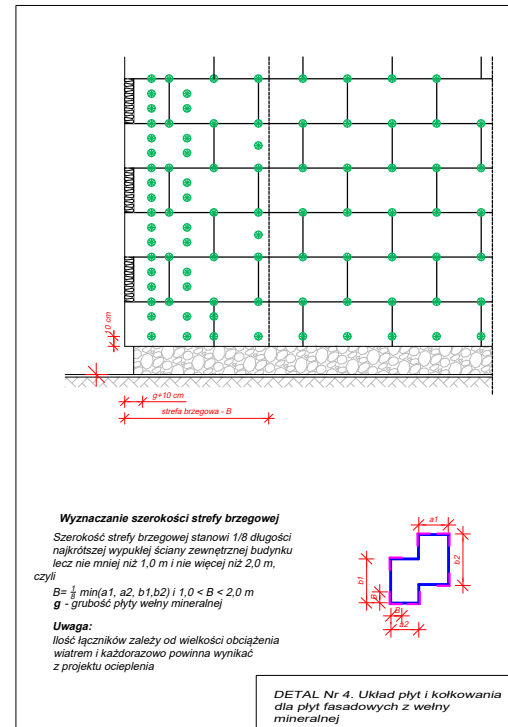 10 cm
g+10 cm
strefa brzegowa - B
Wyznaczanie szerokości strefy brzegowej
Szerokość strefy brzegowej stanowi 1/8 długości
najkrótszej wypukłej ściany zewnętrznej budynku
lecz nie mniej niż 1,0 m i nie więcej niż 2,0 m,
czyli
B= 1/8 min(a1, a2, b1,b2) i 1,0 < B < 2,0 m
g - grubość płyty wełny mineralnej
Uwaga:
Ilość łączników zależy od wielkości obciążenia
wiatrem i każdorazowo powinna wynikać
z projektu ocieplenia
a1
b1
b2
B
B
a2
DETAL Nr 4. Układ płyt i kołkowania
dla płyt fasadowych z wełny
mineralnej